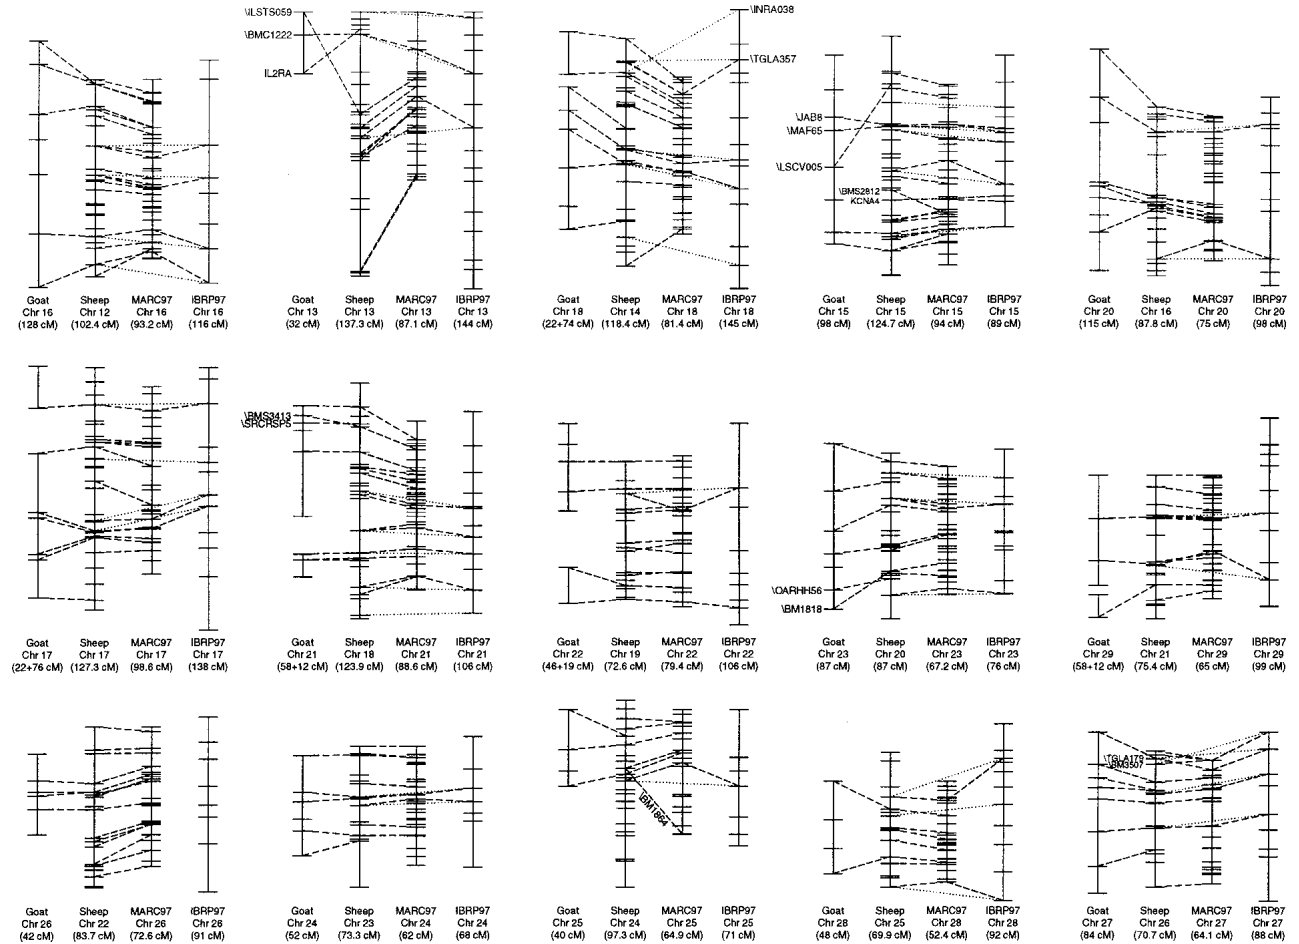 \ILSTS059
\BMC1222
IL2RA
\INRA038
\TGLA357
\JAB8
\MAF65
\LSCV005
\BMS2812
KCNA4
Goat Sheep MARC97 IBRP97
Chr 16 Chr 12 Chr 16 Chr 16
(128 cM) (102.4 cM) (93.2 cM) (116 cM)
Goat Sheep MARC97 IBRP97
Chr 13 Chr 13 Chr 13 Chr 13
(32 cM) (137.3 cM) (87.1 cM) (144 cM)
Goat Sheep MARC97 IBRP97
Chr 18 Chr 14 Chr 18 Chr 18
(22+74 cM) (118.4 cM) (81.4 cM) (145 cM)
Goat Sheep MARC97 IBRP97
Chr 15 Chr 15 Chr 15 Chr 15
(98 cM) (124.7 cM) (94 cM) (89 cM)
Goat Sheep MARC97 IBRP97
Chr 20 Chr 16 Chr 20 Chr 20
(115 cM) (87.8 cM) (75 cM) (98 cM)
\BMS3413
\SRCRSP5
\OARHH56
\BM1818
Goat Sheep MARC97 IBRP97
Chr 17 Chr 17 Chr 17 Chr 17
(22+76 cM) (127.3 cM) (98.6 cM) (138 cM)
Goat Sheep MARC97 IBRP97
Chr 21 Chr 18 Chr 21 Chr 21
(58+12 cM) (123.9 cM) (88.6 cM) (106 cM)
Goat Sheep MARC97 IBRP97
Chr 22 Chr 19 Chr 22 Chr 22
(46+19 cM) (72.6 cM) (79.4 cM) (106 cM)
Goat Sheep MARC97 IBRP97
Chr 23 Chr 20 Chr 23 Chr 23
(87 cM) (87 cM) (67.2 cM) (76 cM)
Goat Sheep MARC97 IBRP97
Chr 29 Chr 21 Chr 29 Chr 29
(58+12 cM) (75.4 cM) (65 cM) (99 cM)
\BM1864
\TGLA179
\BM3507
Goat Sheep MARC97 IBRP97
Chr 26 Chr 22 Chr 26 Chr 26
(42 cM) (83.7 cM) (72.6 cM) (91 cM)
Goat Sheep MARC97 IBRP97
Chr 24 Chr 23 Chr 24 Chr 24
(52 cM) (73.3 cM) (62 cM) (68 cM)
Goat Sheep MARC97 IBRP97
Chr 25 Chr 24 Chr 25 Chr 25
(40 cM) (97.3 cM) (64.9 cM) (71 cM)
Goat Sheep MARC97 IBRP97
Chr 28 Chr 25 Chr 28 Chr 28
(48 cM) (69.9 cM) (52.4 cM) (92 cM)
Goat Sheep MARC97 IBRP97
Chr 27 Chr 26 Chr 27 Chr 27
(84 cM) (70.7 cM) (64.1 cM) (88 cM)